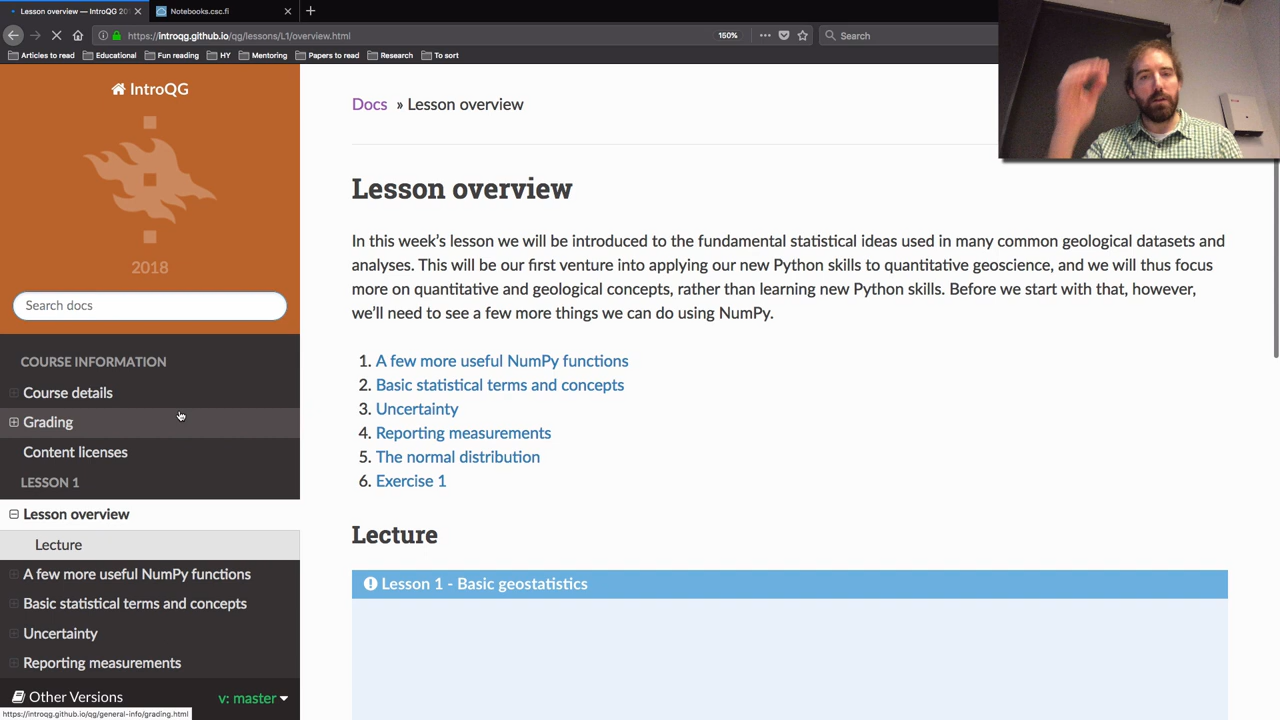 Lesson overview — IntroQG 201
Notebooks.csc.fi
https://introqg.github.io/qg/lessons/L1/overview.html
150%
Search
Articles to read
Educational
Fun reading
HY
Mentoring
Papers to read
Research
To sort
IntroQG
2018
Search docs
COURSE INFORMATION
Course details
Grading
Content licenses
LESSON 1
Lesson overview
Lecture
A few more useful NumPy functions
Basic statistical terms and concepts
Uncertainty
Reporting measurements
Other Versions
v: master
https://introqg.github.io/qg/general-info/grading.html
Docs » Lesson overview
Lesson overview
In this week's lesson we will be introduced to the fundamental statistical ideas used in many common geological datasets and
analyses. This will be our first venture into applying our new Python skills to quantitative geoscience, and we will thus focus
more on quantitative and geological concepts, rather than learning new Python skills. Before we start with that, however,
we'll need to see a few more things we can do using NumPy.
1. A few more useful NumPy functions
2. Basic statistical terms and concepts
3. Uncertainty
4. Reporting measurements
5. The normal distribution
6. Exercise 1
Lecture
Lesson 1 - Basic geostatistics